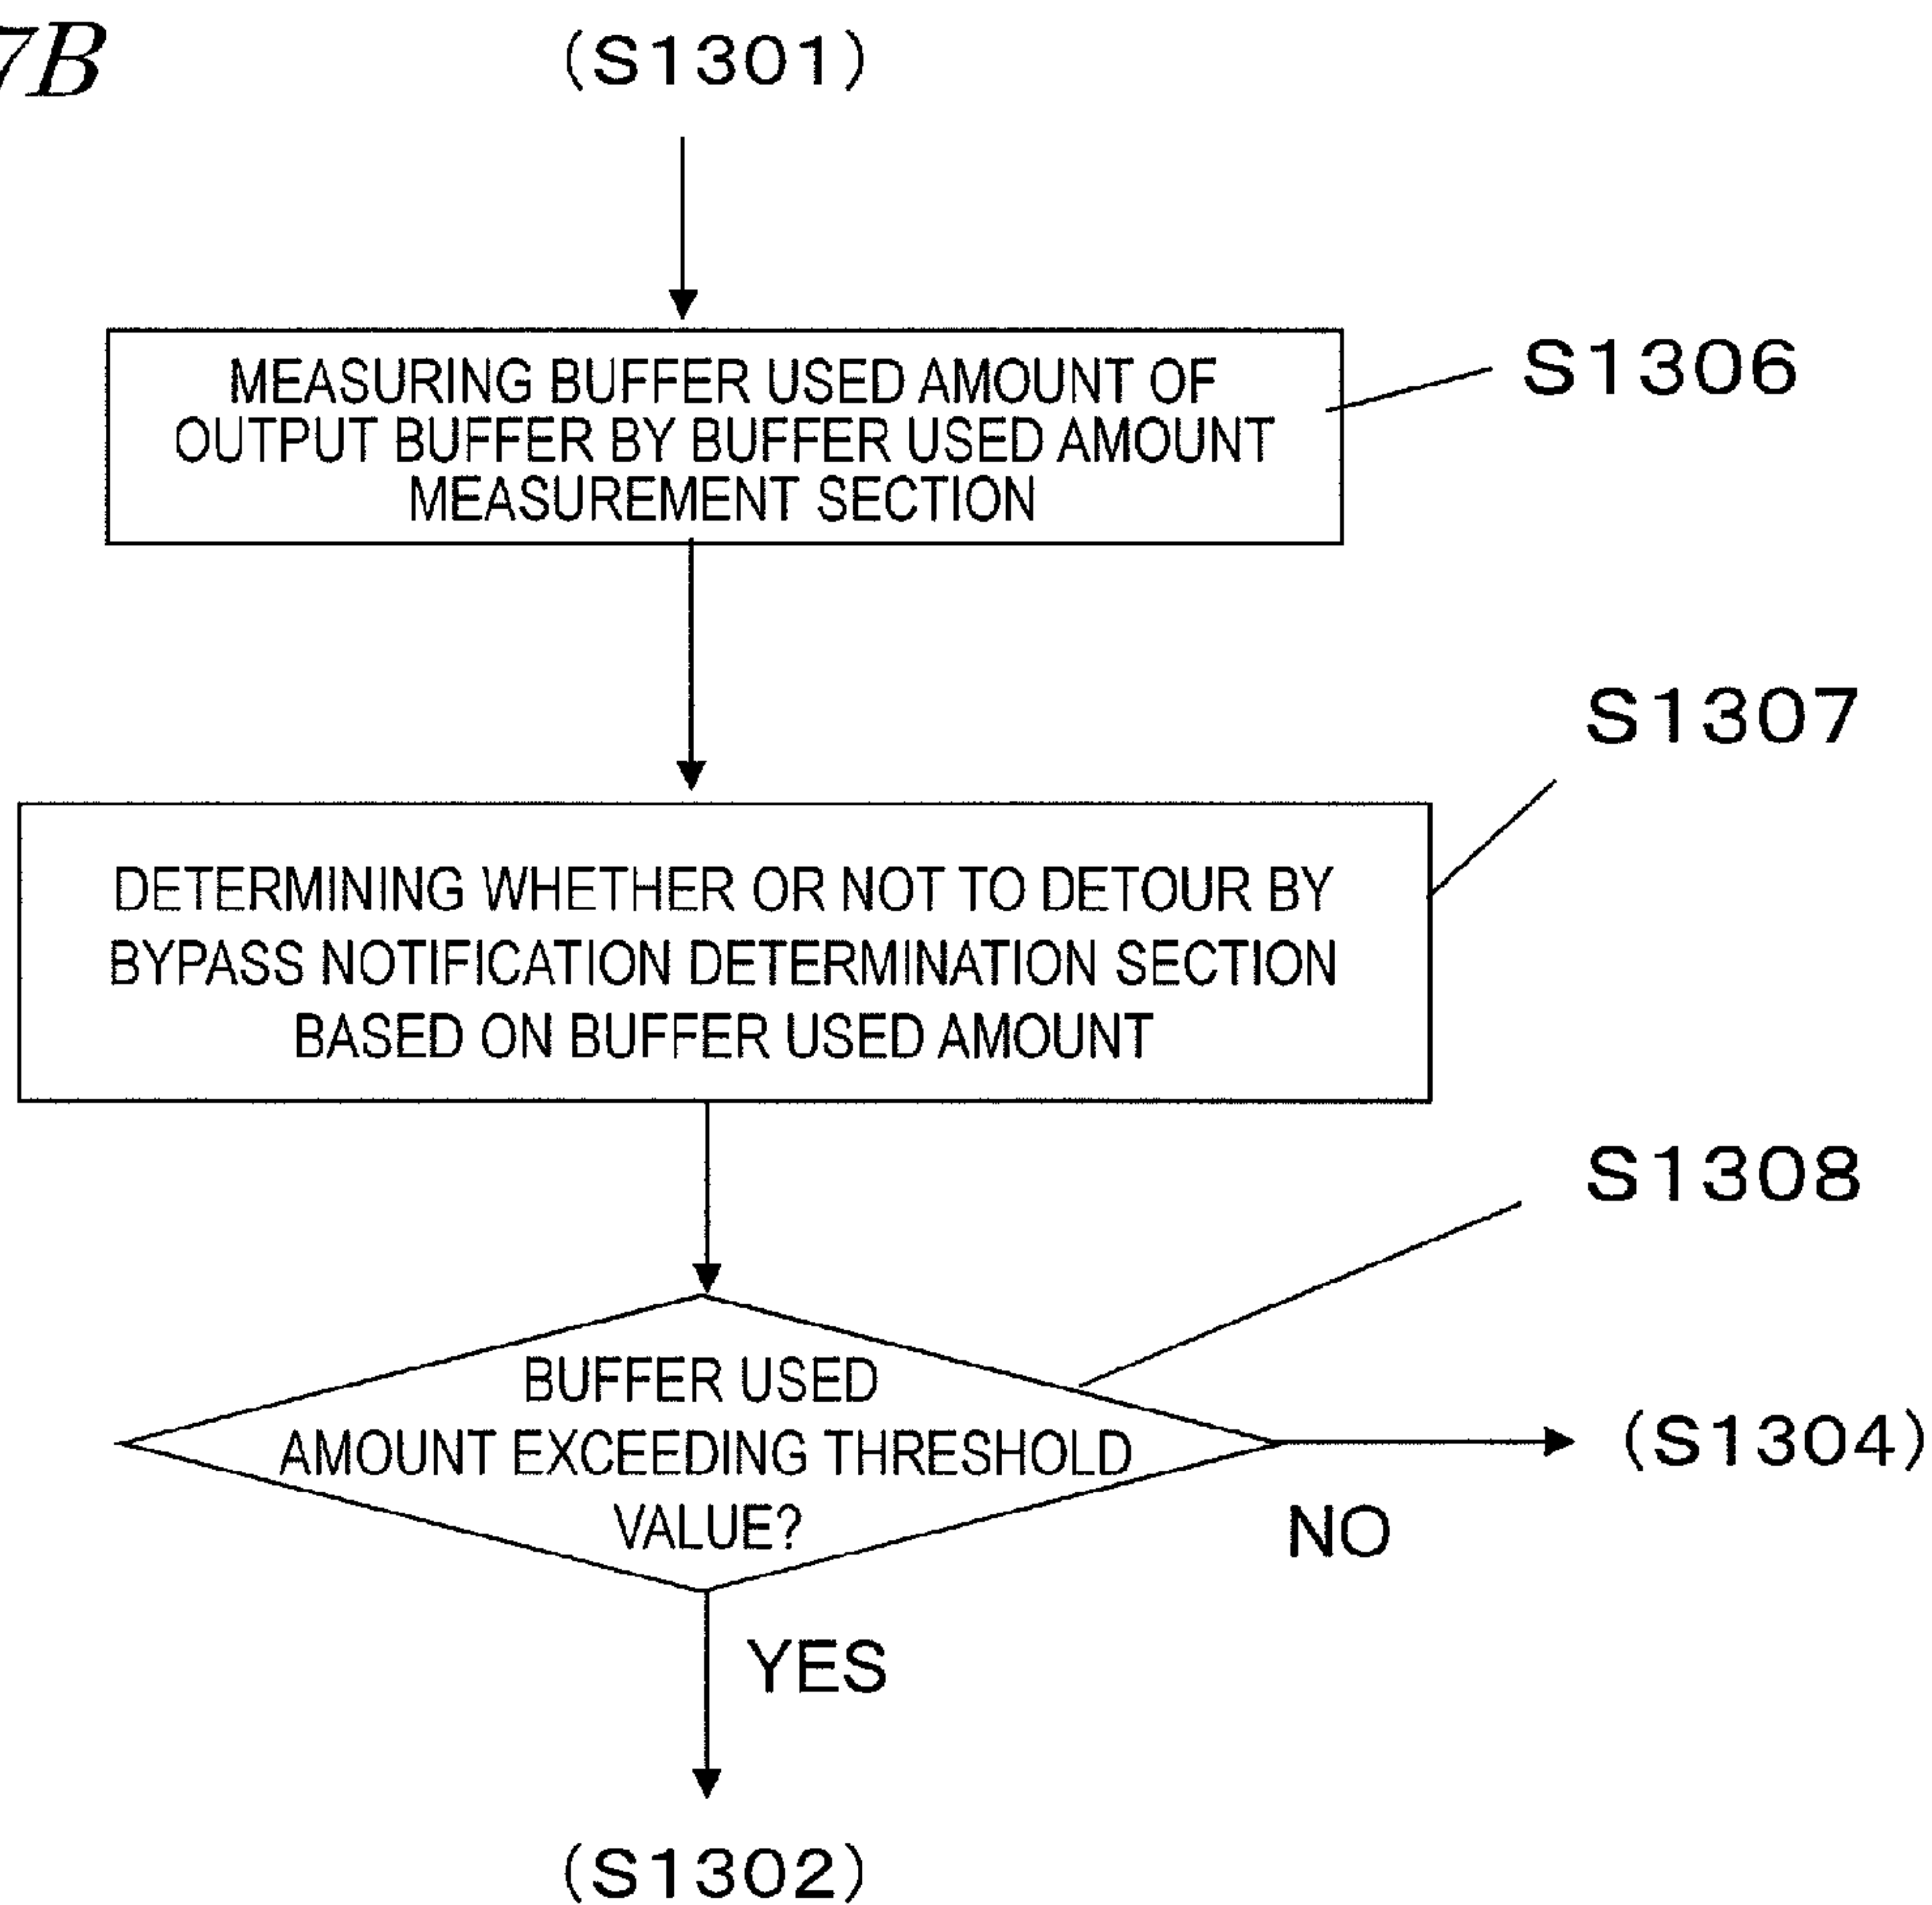 7B
(S1301)
MEASURING BUFFER USED AMOUNT OF
OUTPUT BUFFER BY BUFFER USED AMOUNT
MEASUREMENT SECTION
S1306
S1307
DETERMINING WHETHER OR NOT TO DETOUR BY
BYPASS NOTIFICATION DETERMINATION SECTION
BASED ON BUFFER USED AMOUNT
S1308
BUFFER USED
AMOUNT EXCEEDING THRESHOLD
VALUE?
(S1304)
NO
YES
(S1302)